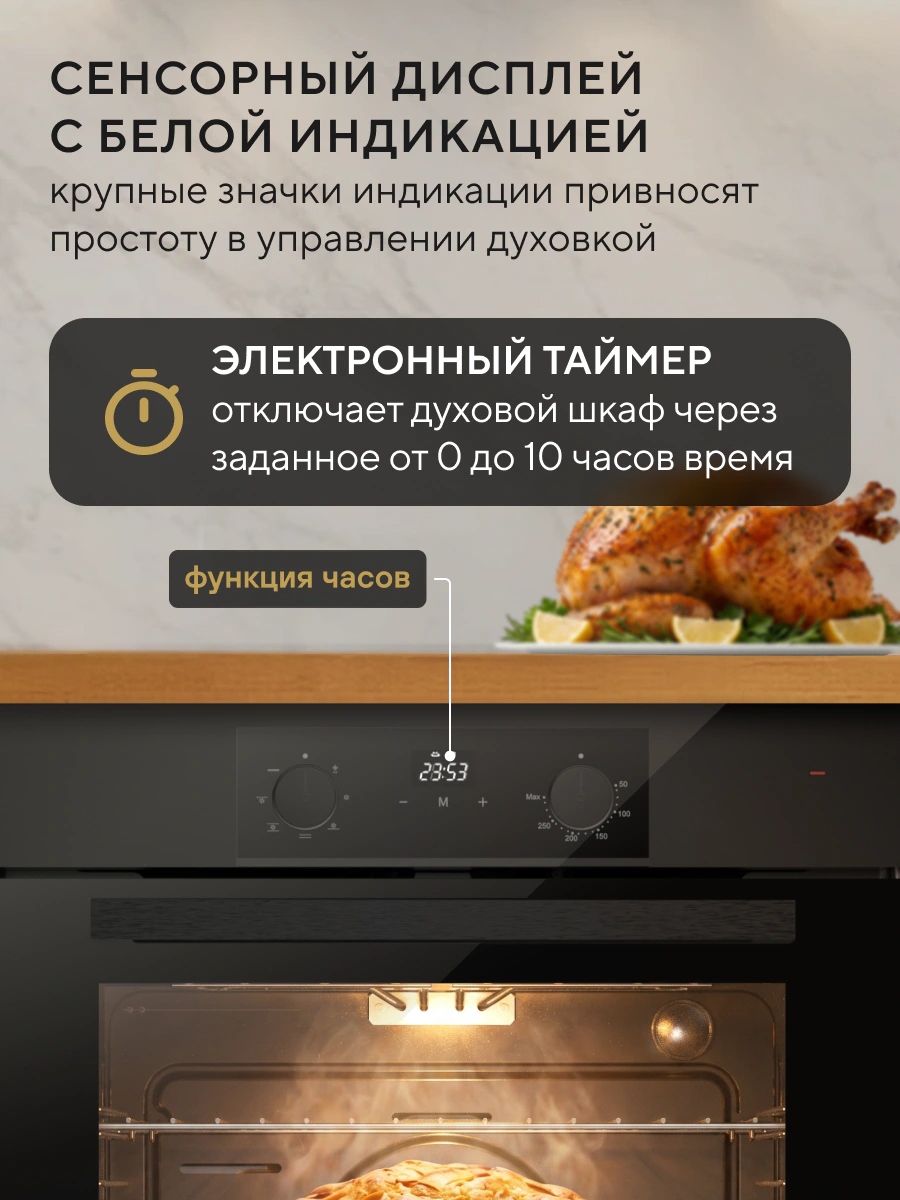 СЕНСОРНЫЙ ДИСПЛЕЙ
С БЕЛОЙ ИНДИКАЦИЕЙ
крупные значки индикации привносят
простоту в управлении духовкой
ЭЛЕКТРОННЫЙ ТАЙМЕР
отключает духовой шкаф через
заданное от 0 до 10 часов время
функция часов
23:53
− M +
50
100
150
200
250
Max